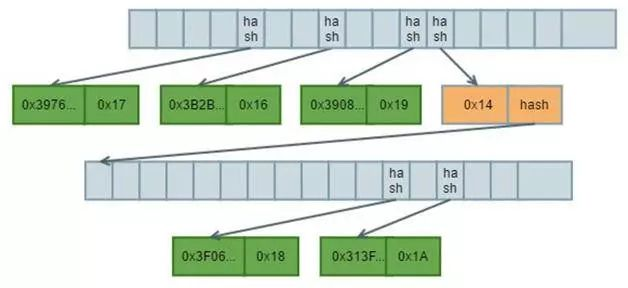 ha ha ha ha
sh sh sh sh
0x3976... 0x17 0x3B2B... 0x16 0x3908... 0x19 0x14 hash
ha ha
sh sh
0x3F06... 0x18 0x313F... 0x1A